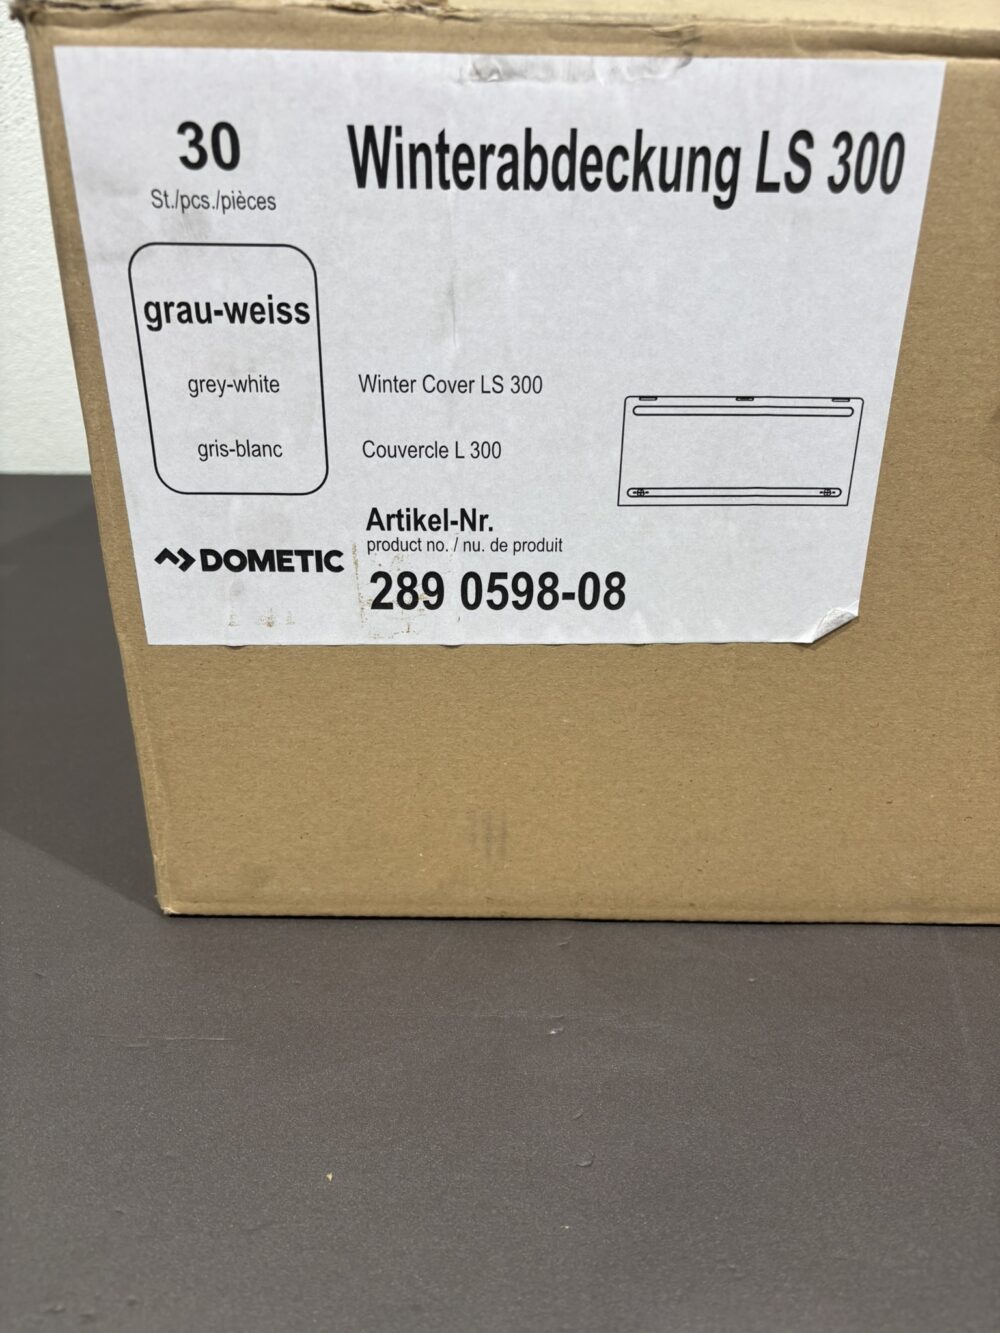 30
St./pcs./pièces
Winterabdeckung LS 300
grau-weiss
grey-white
gris-blanc
Winter Cover LS 300
Couvercle L 300
Artikel-Nr.
product no. / nu. de produit
289 0598-08
DOMETIC